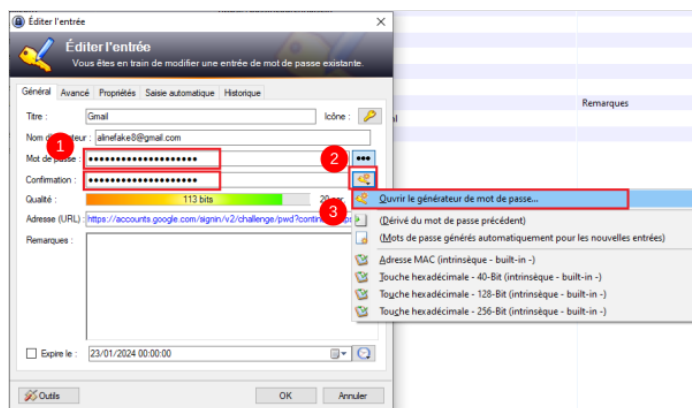 Éditer l'entrée
Éditer l'entrée
Vous êtes en train de modifier une entrée de mot de passe existante.
Général Avancé Propriétés Saisie automatique Historique
Titre : Gmail Icône :
Remarques
Nom d' teur : alinefake8@gmail.com
1
Mot de passe : ••••••••••••••••••••
2
Confirmation : ••••••••••••••••••••
Qualité : 113 bits 20
3
Ouvrir le générateur de mot de passe...
Adresse (URL) : https://accounts.google.com/signin/v2/challenge/pwd?contin
(Dérivé du mot de passe précédent)
Remarques :
(Mots de passe générés automatiquement pour les nouvelles entrées)
Adresse MAC (intrinsèque - built-in -)
Touche hexadécimale - 40-Bit (intrinsèque - built-in -)
Touche hexadécimale - 128-Bit (intrinsèque - built-in -)
Touche hexadécimale - 256-Bit (intrinsèque - built-in -)
Expire le : 23/01/2024 00:00:00
Outils OK Annuler